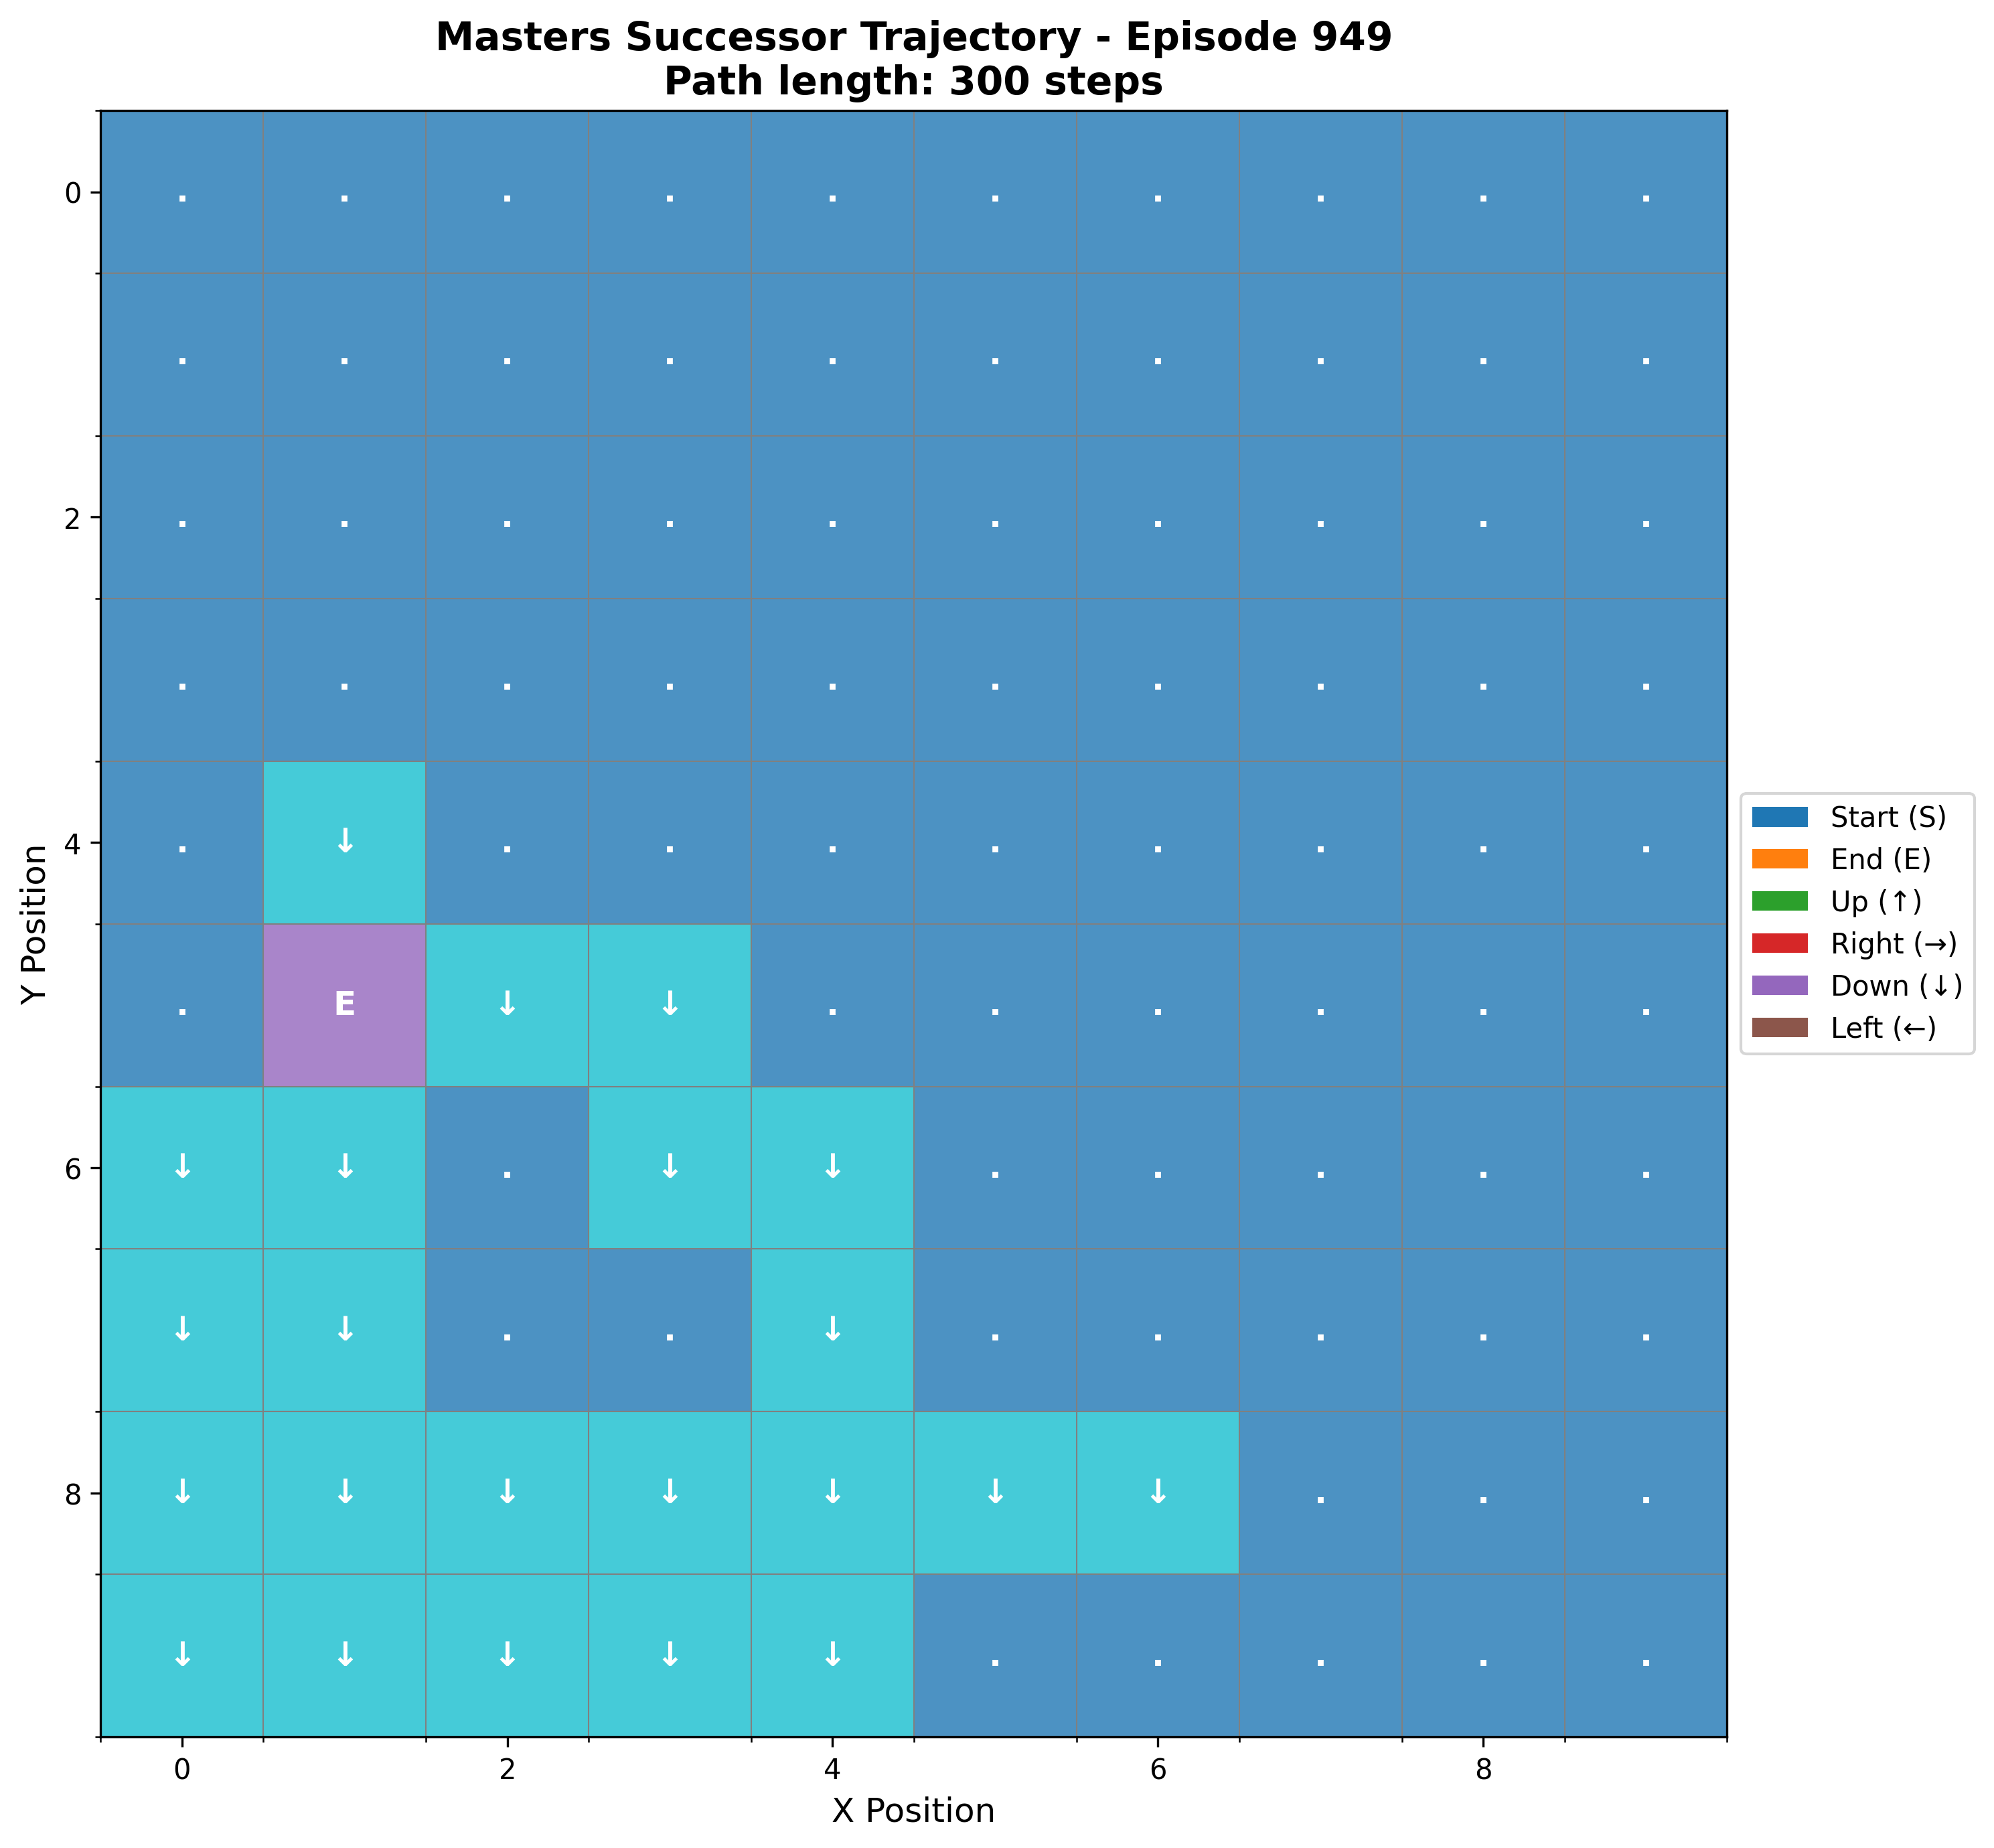 Masters Successor Trajectory - Episode 949
Path length: 300 steps
0 . . . . . . . . . .
. . . . . . . . . .
2 . . . . . . . . . .
. . . . . . . . . .
4 . ↓ . . . . . . . .
. E ↓ ↓ . . . . . .
6 ↓ ↓ . ↓ ↓ . . . . .
↓ ↓ . . ↓ . . . . .
8 ↓ ↓ ↓ ↓ ↓ ↓ ↓ . . .
↓ ↓ ↓ ↓ ↓ . . . . .
0 2 4 6 8
X Position
Y Position
Start (S)
End (E)
Up (↑)
Right (→)
Down (↓)
Left (←)